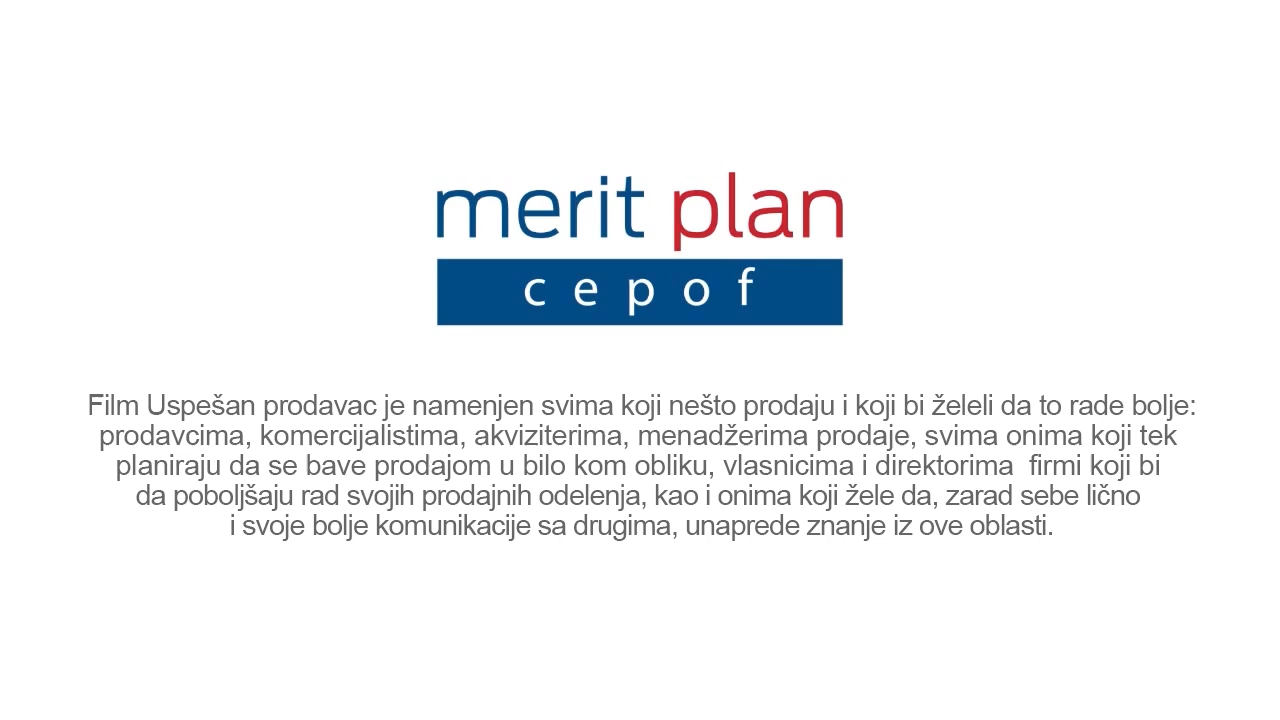 merit plan
cepof
Film Uspešan prodavac je namenjen svima koji nešto prodaju i koji bi želeli da to rade bolje:
prodavcima, komercijalistima, akviziterima, menadžerima prodaje, svima onima koji tek
planiraju da se bave prodajom u bilo kom obliku, vlasnicima i direktorima  firmi koji bi
da poboljšaju rad svojih prodajnih odelenja, kao i onima koji žele da, zarad sebe lično
i svoje bolje komunikacije sa drugima, unaprede znanje iz ove oblasti.